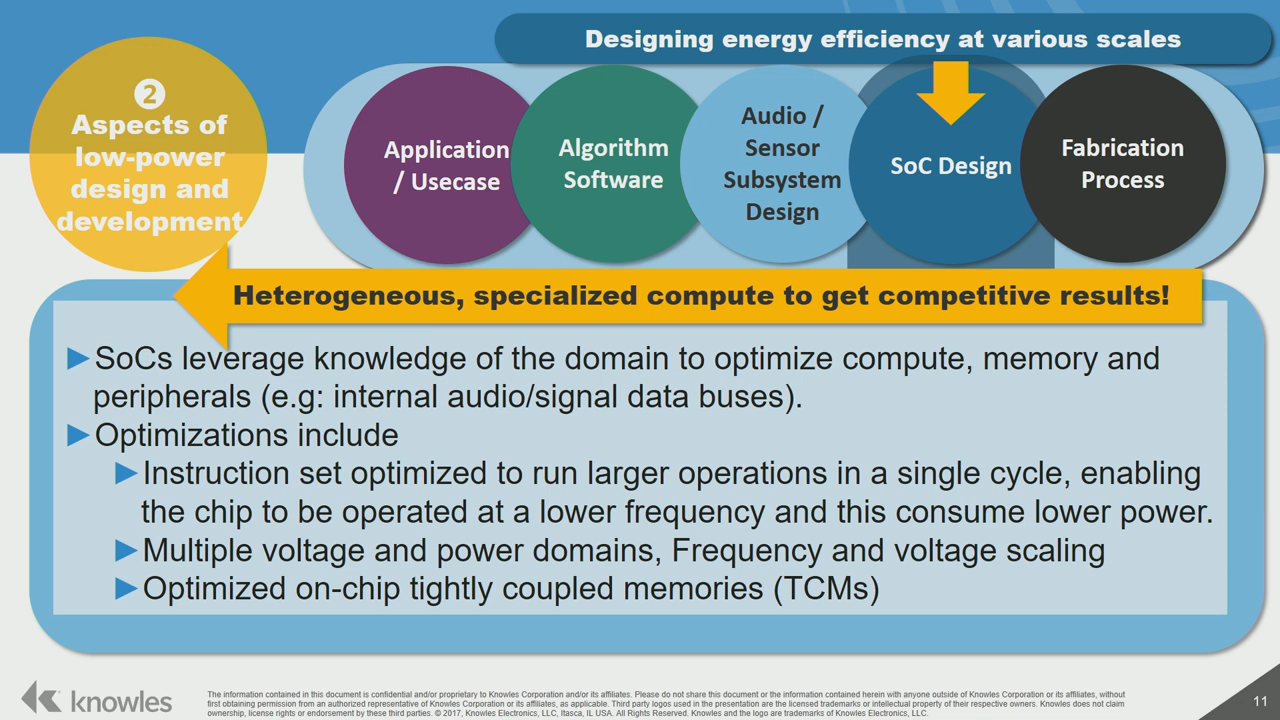 Designing energy efficiency at various scales
2
Aspects of
low-power
design and
development
Application
/ Usecase
Algorithm
Software
Audio /
Sensor
Subsystem
Design
SoC Design
Fabrication
Process
Heterogeneous, specialized compute to get competitive results!
SoCs leverage knowledge of the domain to optimize compute, memory and
peripherals (e.g: internal audio/signal data buses).
Optimizations include
Instruction set optimized to run larger operations in a single cycle, enabling
the chip to be operated at a lower frequency and this consume lower power.
Multiple voltage and power domains, Frequency and voltage scaling
Optimized on-chip tightly coupled memories (TCMs)
knowles
The information contained in this document is confidential and/or proprietary to Knowles Corporation and/or its affiliates. Please do not share this document or the information contained herein with anyone outside of Knowles Corporation or its affiliates, without
first obtaining permission from an authorized representative of Knowles Corporation or its affiliates, as applicable. Third party logos used in the presentation are the licensed trademarks or intellectual property of their respective owners. Knowles does not claim
ownership, license rights or endorsement by these third parties. © 2017, Knowles Electronics, LLC, Itasca, IL USA. All Rights Reserved. Knowles and the logo are trademarks of Knowles Electronics, LLC.
11